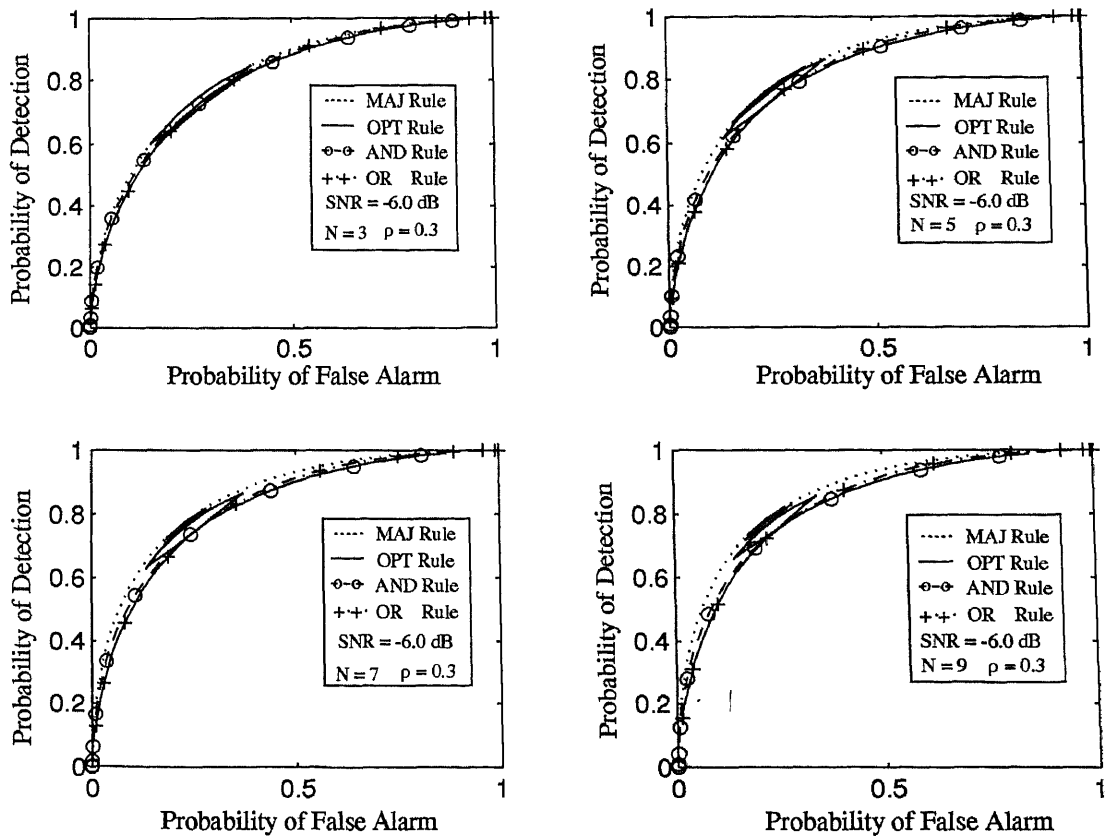 1
0.8
0.6
0.4
0.2
0
0
0.5
1
Probability of Detection
Probability of False Alarm
MAJ Rule
OPT Rule
AND Rule
OR Rule
SNR = -6.0 dB
N = 3 ρ = 0.3
1
0.8
0.6
0.4
0.2
0
0
0.5
1
Probability of Detection
Probability of False Alarm
MAJ Rule
OPT Rule
AND Rule
OR Rule
SNR = -6.0 dB
N = 5 ρ = 0.3
1
0.8
0.6
0.4
0.2
0
0
0.5
1
Probability of Detection
Probability of False Alarm
MAJ Rule
OPT Rule
AND Rule
OR Rule
SNR = -6.0 dB
N = 7 ρ = 0.3
1
0.8
0.6
0.4
0.2
0
0
0.5
1
Probability of Detection
Probability of False Alarm
MAJ Rule
OPT Rule
AND Rule
OR Rule
SNR = -6.0 dB
N = 9 ρ = 0.3